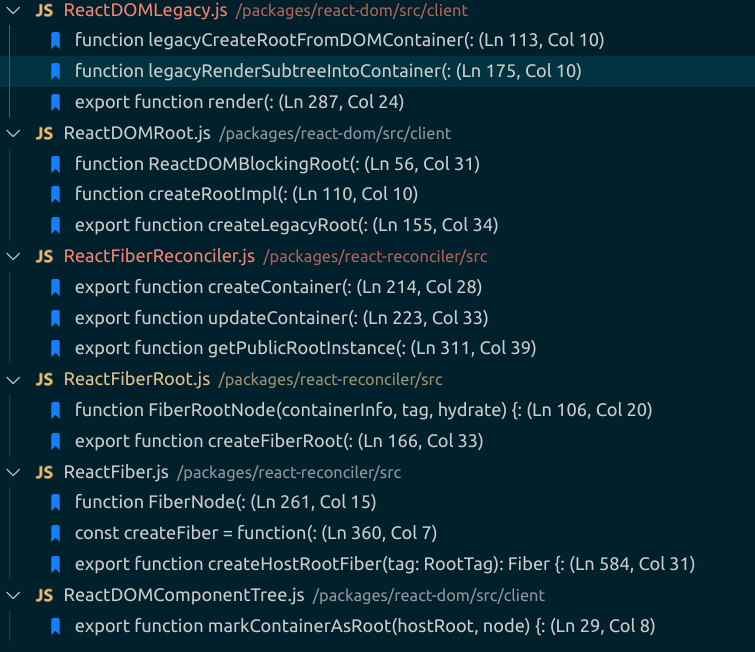 JS ReactDOMLegacy.js /packages/react-dom/src/client
function legacyCreateRootFromDOMContainer(: (Ln 113, Col 10)
function legacyRenderSubtreeIntoContainer(: (Ln 175, Col 10)
export function render(: (Ln 287, Col 24)
JS ReactDOMRoot.js /packages/react-dom/src/client
function ReactDOMBlockingRoot(: (Ln 56, Col 31)
function createRootImpl(: (Ln 110, Col 10)
export function createLegacyRoot(: (Ln 155, Col 34)
JS ReactFiberReconciler.js /packages/react-reconciler/src
export function createContainer(: (Ln 214, Col 28)
export function updateContainer(: (Ln 223, Col 33)
export function getPublicRootInstance(: (Ln 311, Col 39)
JS ReactFiberRoot.js /packages/react-reconciler/src
function FiberRootNode(containerInfo, tag, hydrate) {: (Ln 106, Col 20)
export function createFiberRoot(: (Ln 166, Col 33)
JS ReactFiber.js /packages/react-reconciler/src
function FiberNode(: (Ln 261, Col 15)
const createFiber = function(: (Ln 360, Col 7)
export function createHostRootFiber(tag: RootTag): Fiber {: (Ln 584, Col 31)
JS ReactDOMComponentTree.js /packages/react-dom/src/client
export function markContainerAsRoot(hostRoot, node) {: (Ln 29, Col 8)